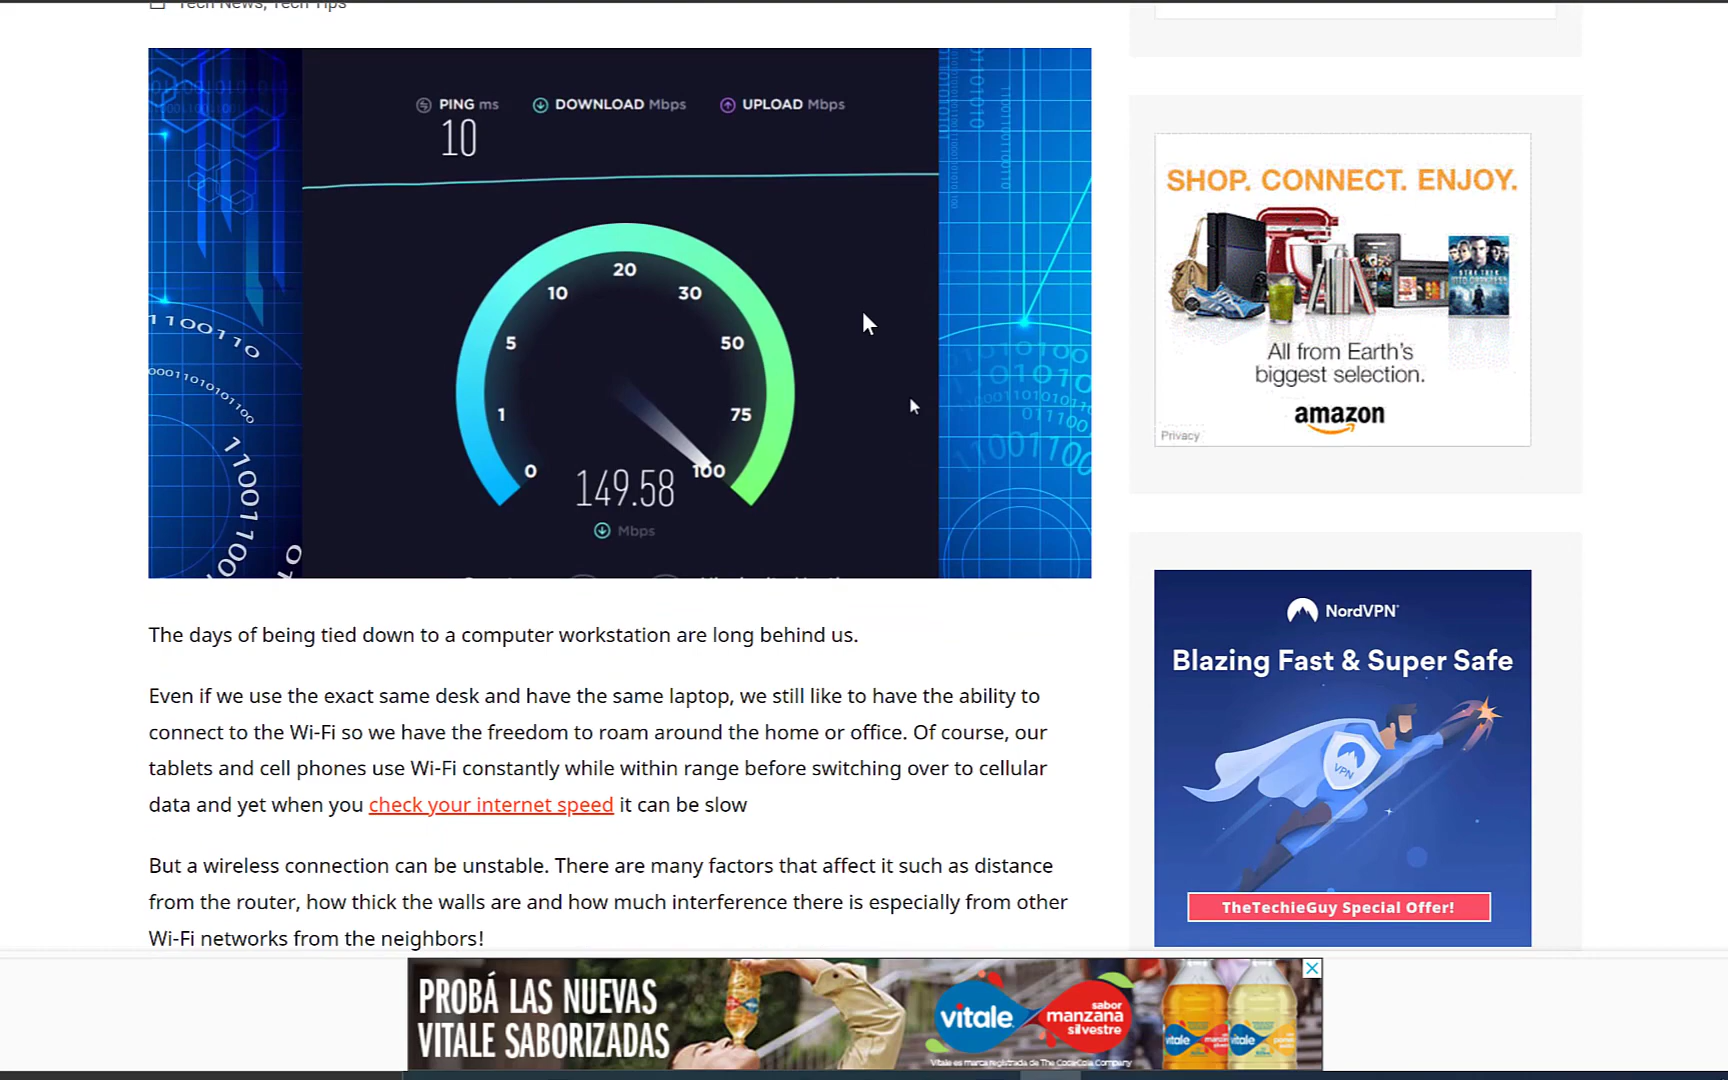 Tech News, Tech Tips
PING ms
DOWNLOAD Mbps
UPLOAD Mbps
10
0
1
5
10
20
30
50
75
100
149.58
Mbps
The days of being tied down to a computer workstation are long behind us.
Even if we use the exact same desk and have the same laptop, we still like to have the ability to
connect to the Wi-Fi so we have the freedom to roam around the home or office. Of course, our
tablets and cell phones use Wi-Fi constantly while within range before switching over to cellular
data and yet when you check your internet speed it can be slow
But a wireless connection can be unstable. There are many factors that affect it such as distance
from the router, how thick the walls are and how much interference there is especially from other
Wi-Fi networks from the neighbors!
SHOP. CONNECT. ENJOY.
All from Earth's
biggest selection.
amazon
Privacy
NordVPN
Blazing Fast & Super Safe
VPN
TheTechieGuy Special Offer!
PROBÁ LAS NUEVAS
VITALE SABORIZADAS
vitale
sabor
manzana
silvestre
Vitale es marca registrada de The Coca-Cola Company
vitale
vitale